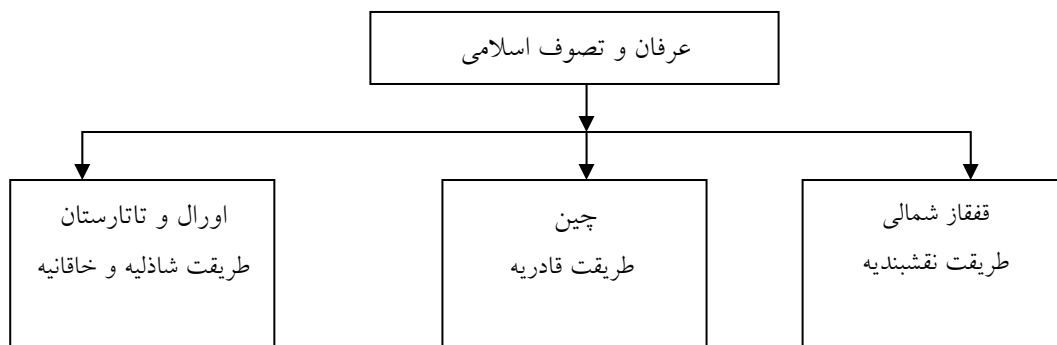 عرفان و تصوف اسلامی
قفقاز شمالی
طریقت نقشبندیه
چین
طریقت قادریه
اورال و تاتارستان
طریقت شاذلیه و خاقانیه